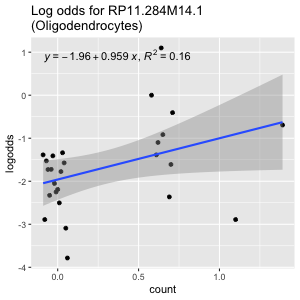 Log odds for RP11.284M14.1
(Oligodendrocytes)
y = −1.96 + 0.959 x, R² = 0.16
1
0
-1
-2
-3
-4
logodds
0.0 0.5 1.0
count